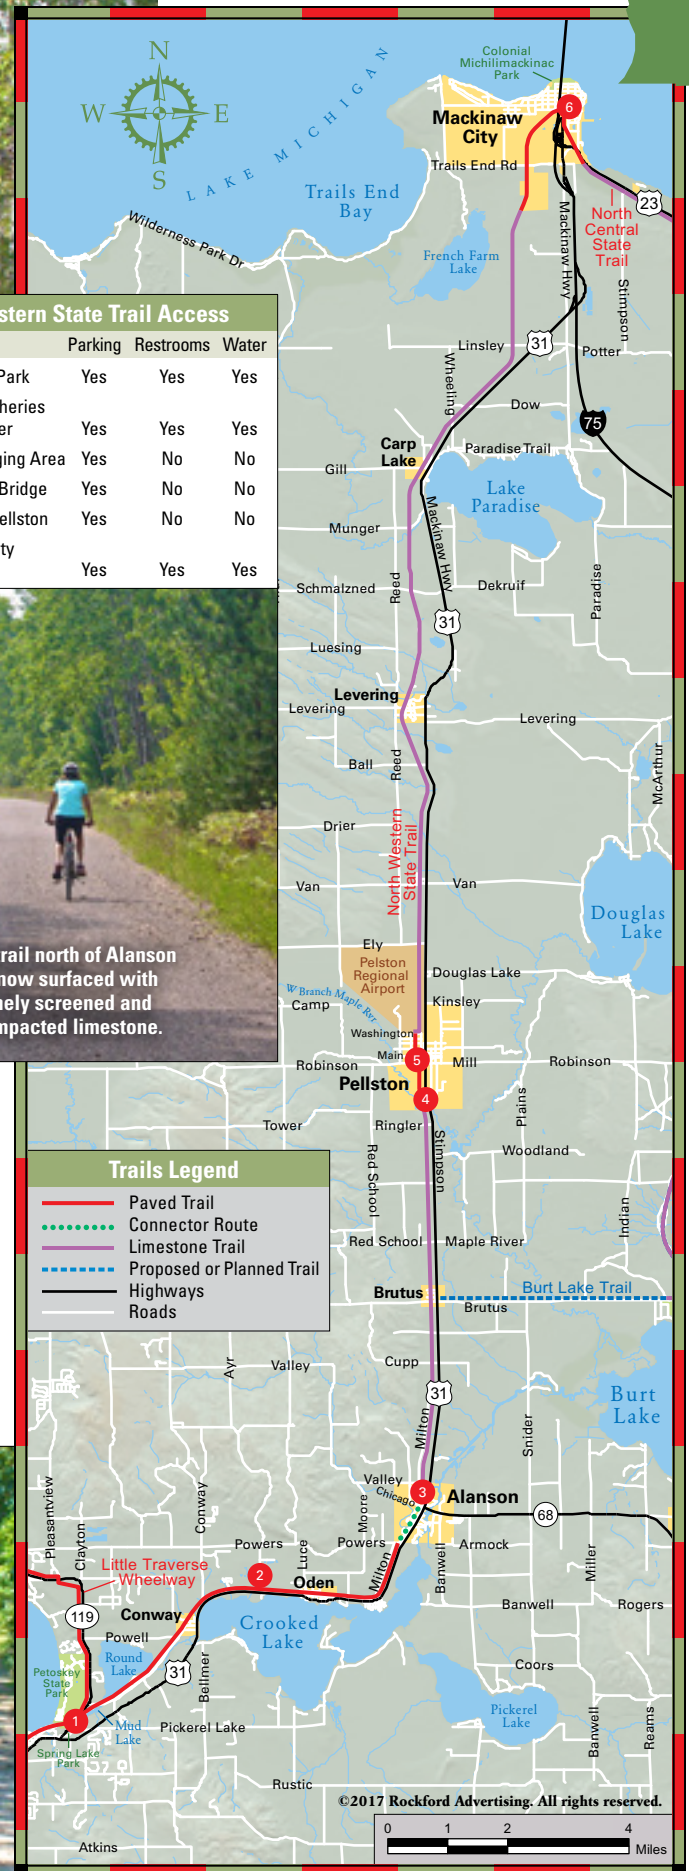 N
W
E
S
LAKE MICHIGAN
Colonial
Michilimackinac
Park
6
Mackinaw
City
Trails End Rd
Trails End
Bay
Wilderness Park Dr
23
North
Central
State
Trail
Mackinaw Hwy
Stimpson
French Farm
Lake
stern State Trail Access
Parking Restrooms Water
Park Yes Yes Yes
heries
er Yes Yes Yes
ging Area Yes No No
Bridge Yes No No
ellston Yes No No
ty
Yes Yes Yes
Linsley
31
Potter
Wheeling
Dow
75
Carp
Lake
Paradise Trail
Gill
Lake
Paradise
Munger
Mackinaw Hwy
Schmalzned
Reed
Dekruif
Paradise
31
Luesing
Levering
Levering
Levering
Ball
Reed
McArthur
Drier
North Western
State Trail
Van
Van
Douglas
Lake
Ely
Pelston
Regional
Airport
Douglas Lake
W Branch Maple Rvr
Camp
Kinsley
Washington
Main
5
Mill
Robinson
Robinson
Pellston
4
Plains
Tower
Ringler
Stimpson
Red School
Woodland
Indian
Red School
Maple River
Brutus
Burt Lake Trail
Brutus
trail north of Alanson
now surfaced with
nely screened and
mpacted limestone.
Trails Legend
Paved Trail
Connector Route
Limestone Trail
Proposed or Planned Trail
Highways
Roads
Ayr
Valley
Cupp
31
Burt
Lake
Milton
Snider
Pleasantview
Clayton
Conway
Valley
Chicago
3
Alanson
Moore
68
Powers
Luce
Powers
Armock
Little Traverse
Wheelway
2
Oden
Milton
Banwell
Miller
119
Conway
Banwell
Rogers
Powell
Crooked
Lake
Round
Lake
31
Bellmer
Coors
Petoskey
State
Park
1
Mud
Lake
Pickerel Lake
Pickerel
Lake
Banwell
Reams
Spring Lake
Park
Rustic
©2017 Rockford Advertising. All rights reserved.
0 1 2 4
Miles
Atkins